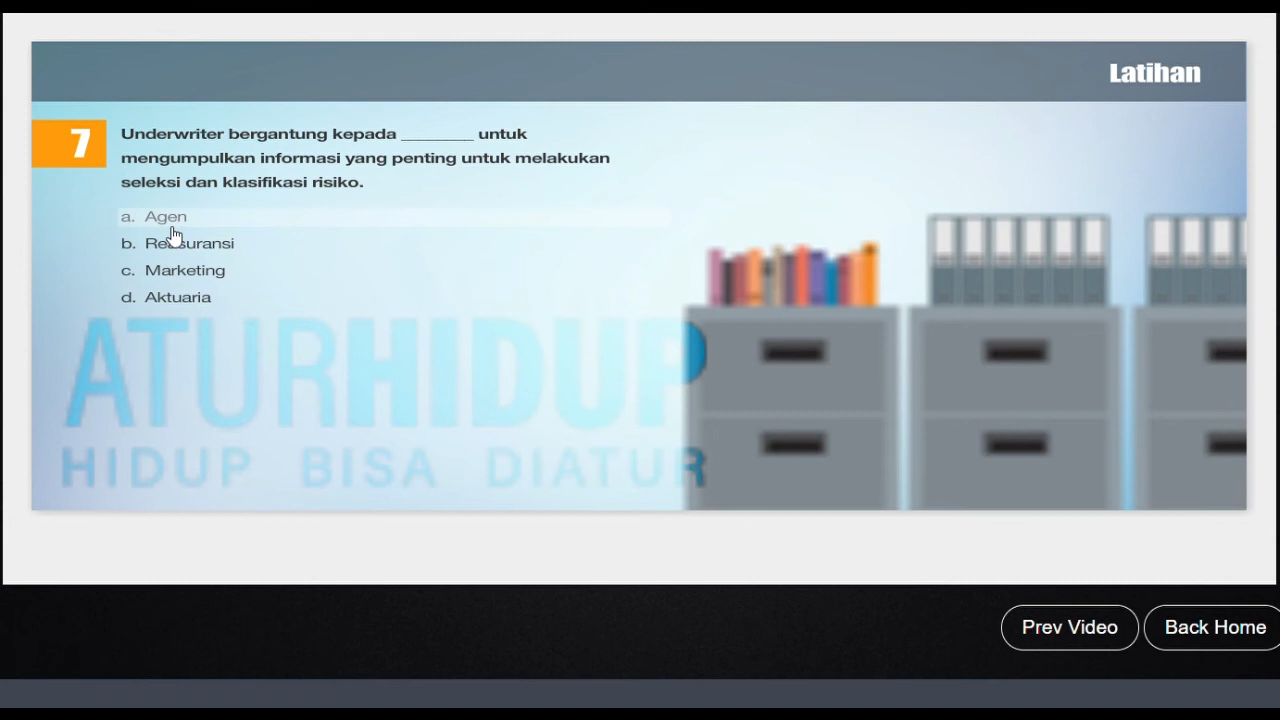 Latihan
7
Underwriter bergantung kepada ________ untuk
mengumpulkan informasi yang penting untuk melakukan
seleksi dan klasifikasi risiko.
a. Agen
b. Reasuransi
c. Marketing
d. Aktuaria
ATURHIDUP
HIDUP BISA DIATUR
Prev Video
Back Home